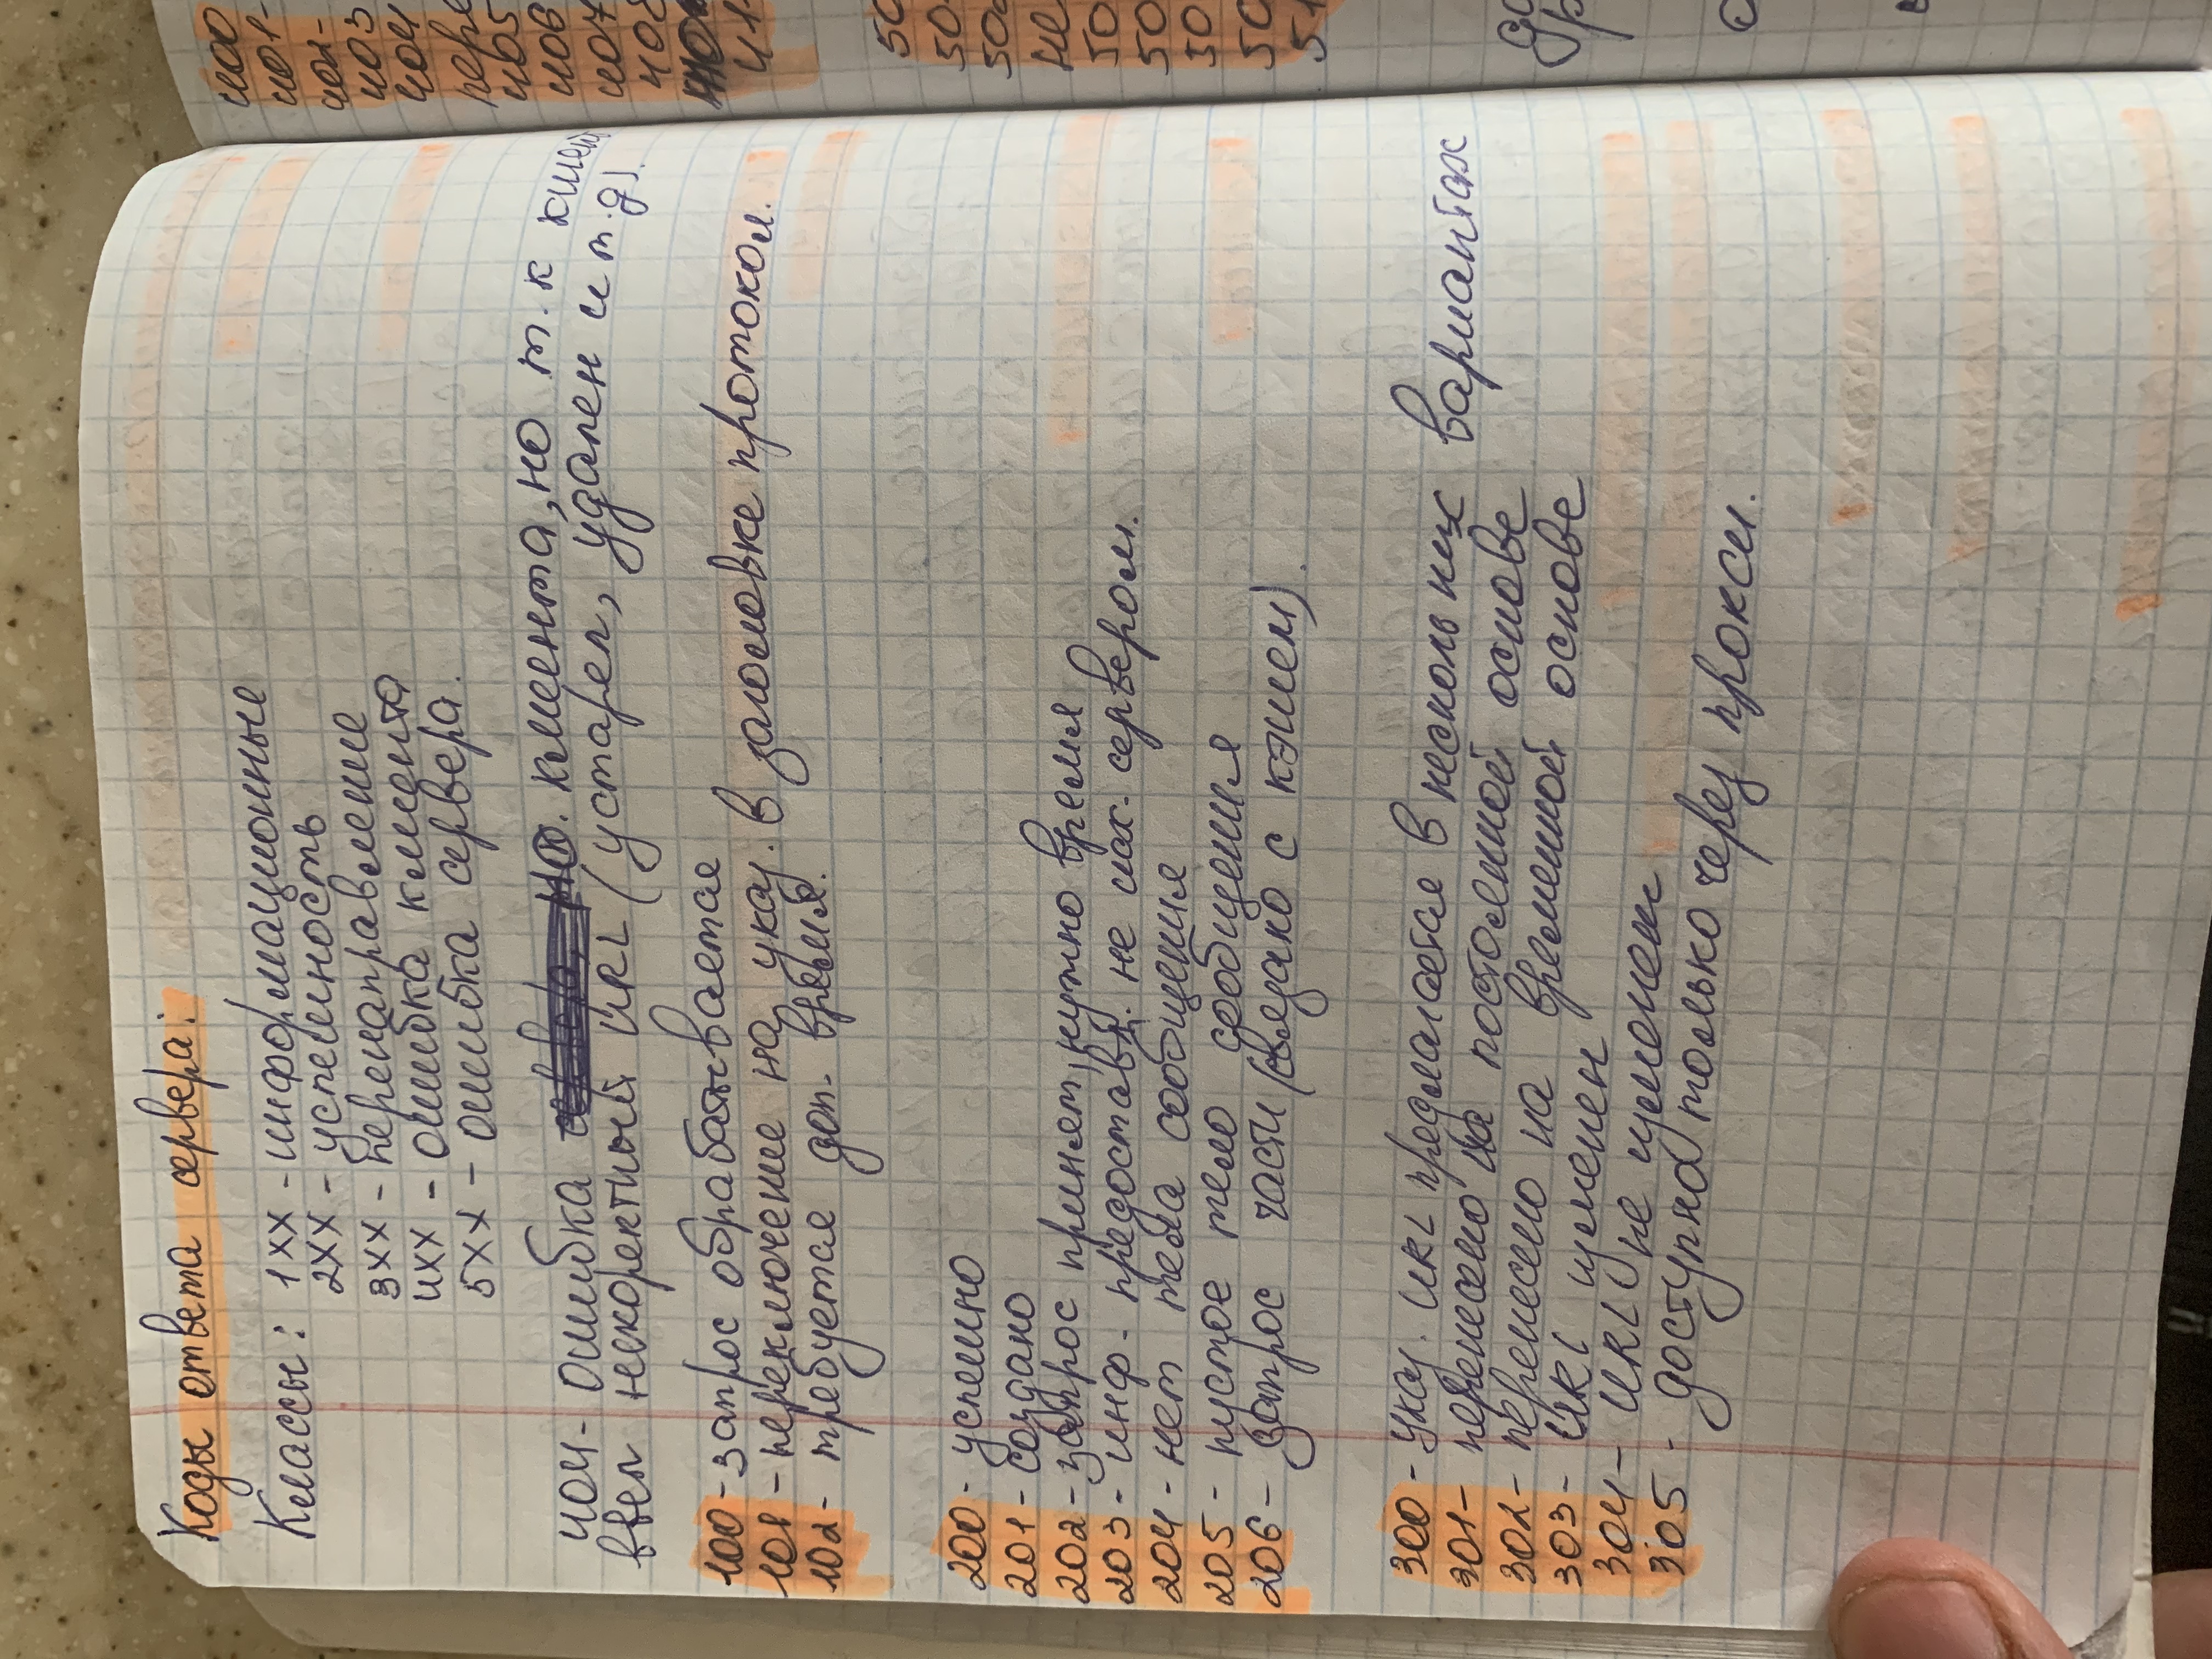 Коды ответа сервера:
Классы: 1XX - информационные
2XX - успешность
3XX - перенаправление
4XX - ошибка клиента
5XX - ошибка сервера.
404 - ошибка клиента, но т.к клиент
ввел некоректный URL (устарел, удален и т.д).
100 - запрос обрабатывается
101 - переключение на указ. в заголовке протокол.
102 - требуется доп. время.
200 - успешно
201 - создано
202 - запрос принят, нужно время
203 - инф. предоставл. не исх. сервером.
204 - нет тела сообщения
205 - пустое тело сообщения
206 - запрос части (связано с кэшем).
300 - указ. URL предлагается в нескольких вариантах
301 - перенесено на постоянной основе
302 - перенесено на временной основе
303 - URL изменен
304 - URL не изменен
305 - доступно только через прокси.
400
401-
402-
403
404
пере
405
406
407
408
41
50
50
50
не
50
50
50
50
51